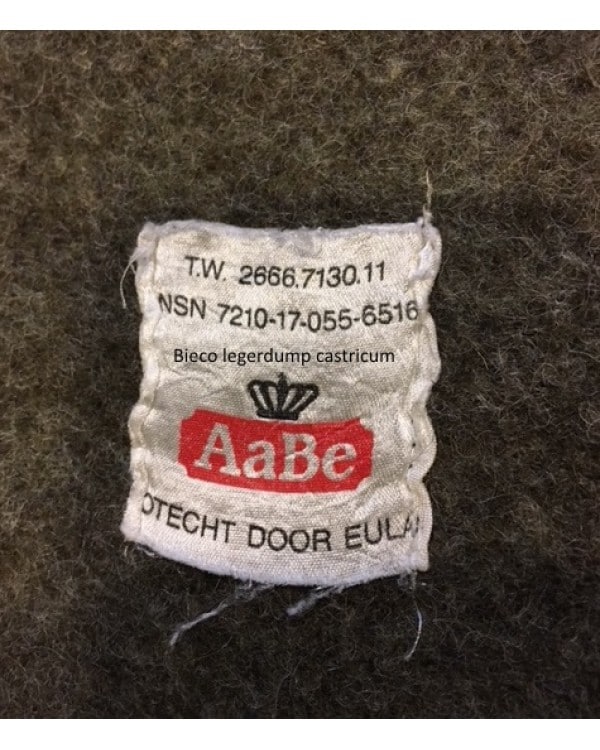 T.W. 2666.7130.11
NSN 7210-17-055-6516
Bieco legerdump castricum
AaBe
OTECHT DOOR EULA